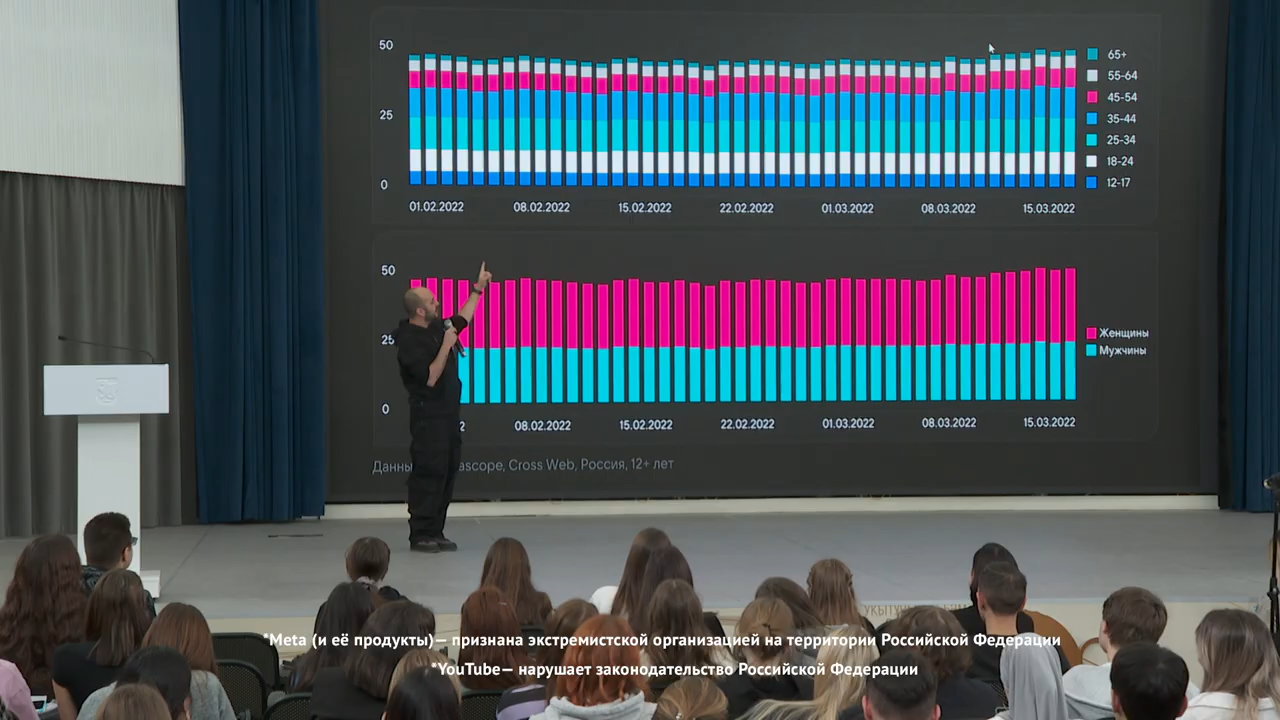 50
25
0
65+
55-64
45-54
35-44
25-34
18-24
12-17
01.02.2022 08.02.2022 15.02.2022 22.02.2022 01.03.2022 08.03.2022 15.03.2022
50
25
0
Женщины
Мужчины
2 08.02.2022 15.02.2022 22.02.2022 01.03.2022 08.03.2022 15.03.2022
Данны ascope, Cross Web, Россия, 12+ лет
*Meta (и её продукты)— признана экстремистской организацией на территории Российской Федерации
*YouTube— нарушает законодательство Российской Федерации